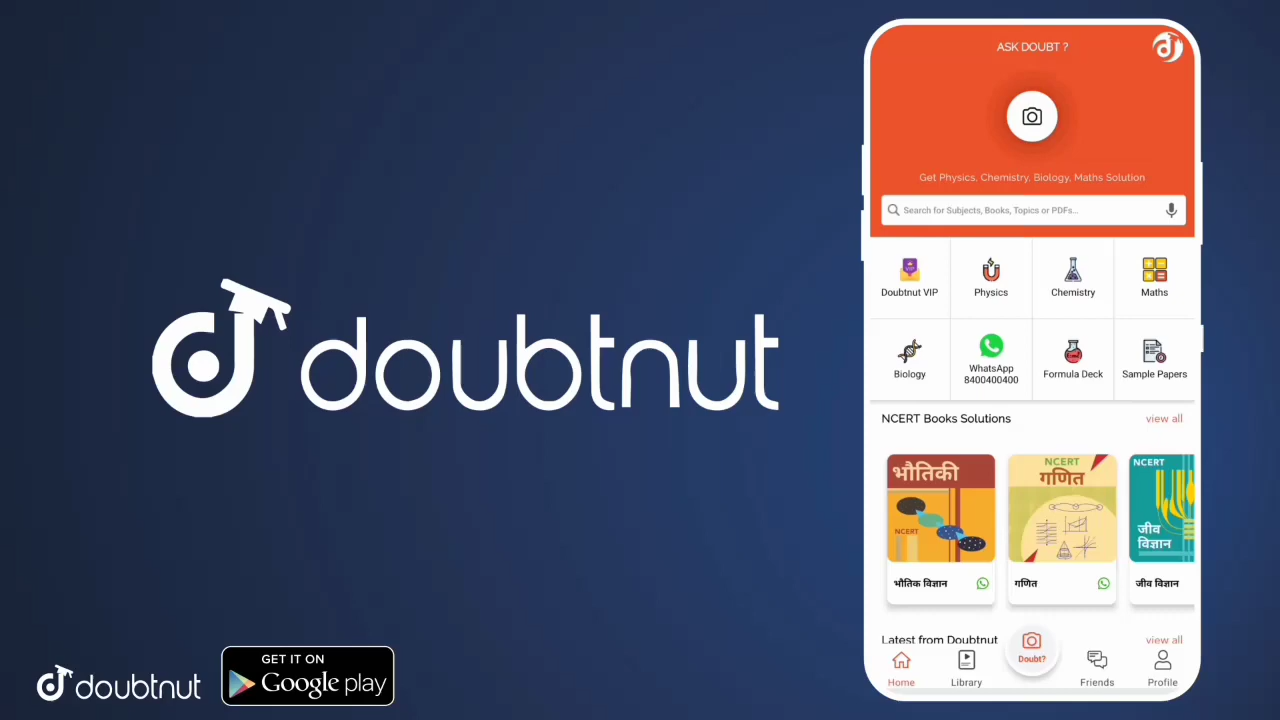 doubtnut
ASK DOUBT ?
Get Physics, Chemistry, Biology, Maths Solution
Search for Subjects, Books, Topics or PDFs...
Doubtnut VIP
Physics
Chemistry
Maths
Biology
WhatsApp
8400400400
Formula Deck
Sample Papers
NCERT Books Solutions
view all
भौतिकी
NCERT
भौतिक विज्ञान
NCERT
गणित
गणित
NCERT
जीव
विज्ञान
जीव विज्ञान
Latest from Doubtnut
view all
Doubt?
Home
Library
Friends
Profile
doubtnut
GET IT ON
Google play